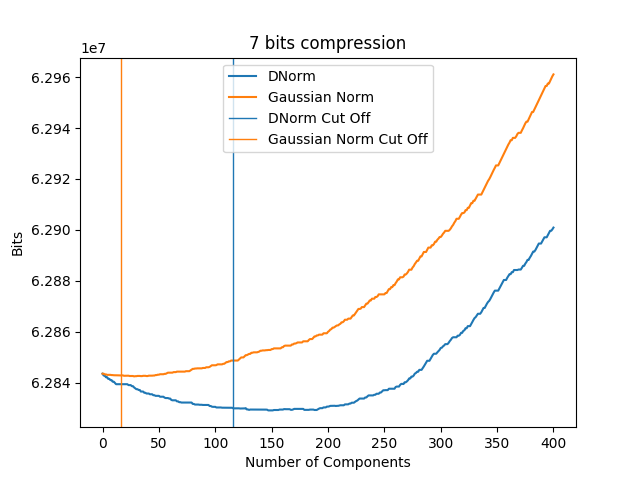 7 bits compression
1e7
6.296
6.294
6.292
6.290
6.288
6.286
6.284
Bits
DNorm
Gaussian Norm
DNorm Cut Off
Gaussian Norm Cut Off
0 50 100 150 200 250 300 350 400
Number of Components